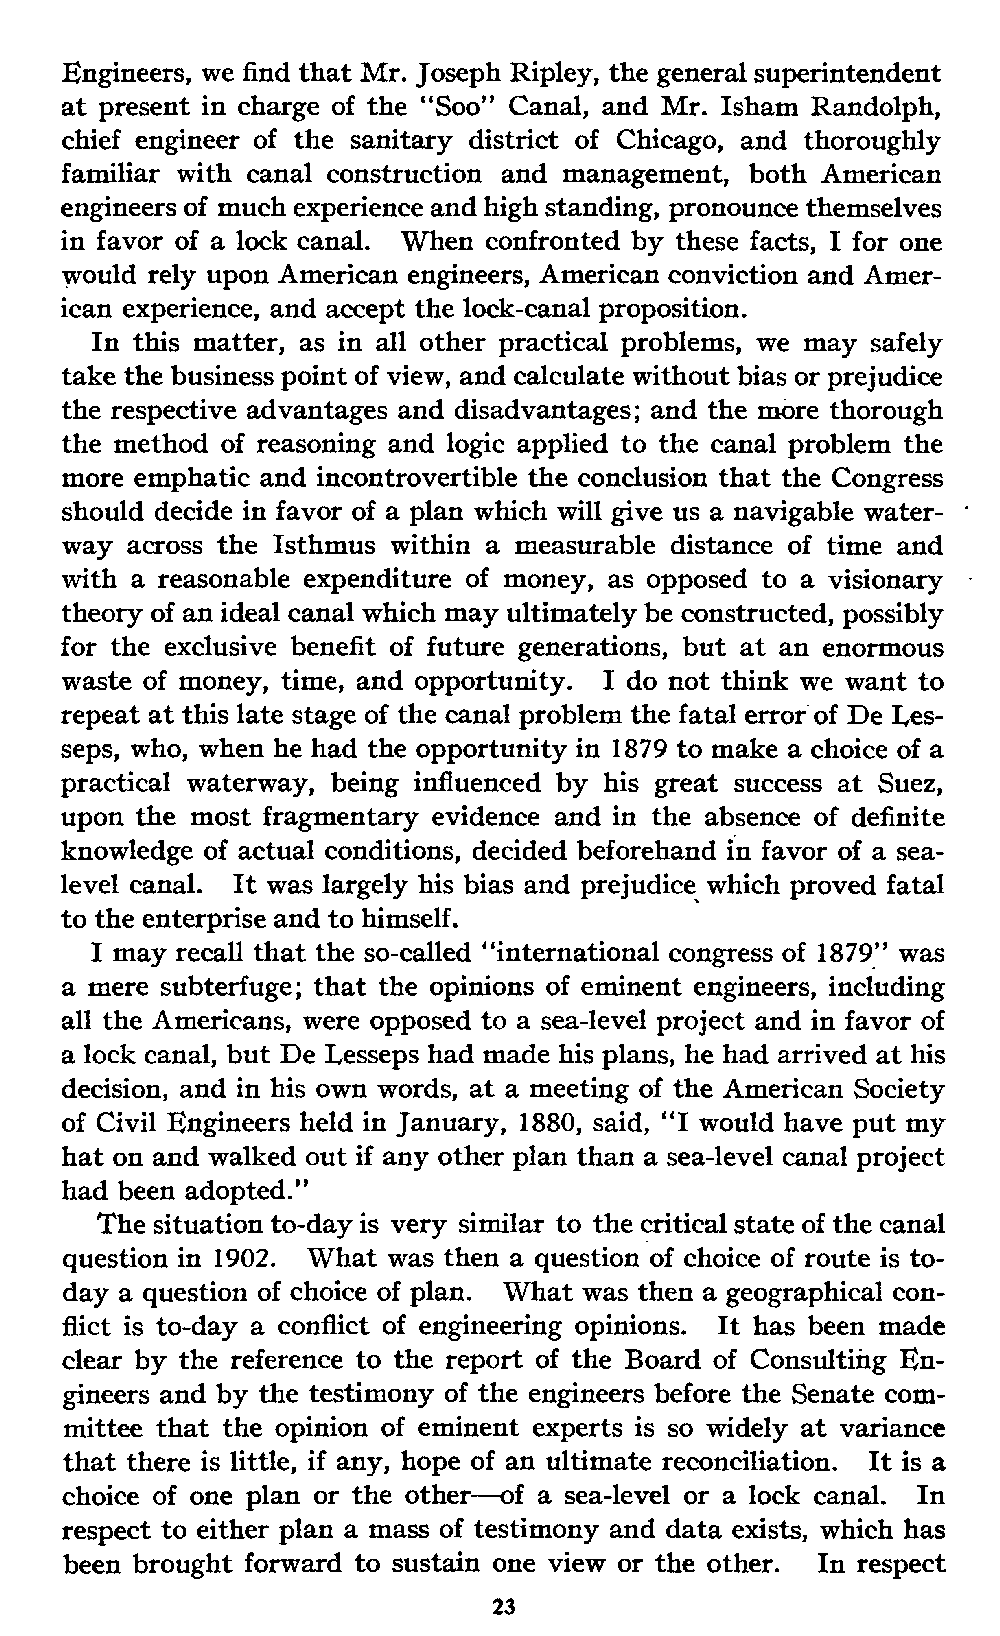 Engineers, we find that Mr. Joseph Ripley, the general superintendent
at present in charge of the "Soo" Canal, and Mr. Isham Randolph,
chief engineer of the sanitary district of Chicago, and thoroughly
familiar with canal construction and management, both American
engineers of much experience and high standing, pronounce themselves
in favor of a lock canal. When confronted by these facts, I for one
would rely upon American engineers, American conviction and Amer-
ican experience, and accept the lock-canal proposition.
In this matter, as in all other practical problems, we may safely
take the business point of view, and calculate without bias or prejudice
the respective advantages and disadvantages; and the more thorough
the method of reasoning and logic applied to the canal problem the
more emphatic and incontrovertible the conclusion that the Congress
should decide in favor of a plan which will give us a navigable water-
way across the Isthmus within a measurable distance of time and
with a reasonable expenditure of money, as opposed to a visionary
theory of an ideal canal which may ultimately be constructed, possibly
for the exclusive benefit of future generations, but at an enormous
waste of money, time, and opportunity. I do not think we want to
repeat at this late stage of the canal problem the fatal error of De Les-
seps, who, when he had the opportunity in 1879 to make a choice of a
practical waterway, being influenced by his great success at Suez,
upon the most fragmentary evidence and in the absence of definite
knowledge of actual conditions, decided beforehand in favor of a sea-
level canal. It was largely his bias and prejudice which proved fatal
to the enterprise and to himself.
I may recall that the so-called "international congress of 1879" was
a mere subterfuge; that the opinions of eminent engineers, including
all the Americans, were opposed to a sea-level project and in favor of
a lock canal, but De Lesseps had made his plans, he had arrived at his
decision, and in his own words, at a meeting of the American Society
of Civil Engineers held in January, 1880, said, "I would have put my
hat on and walked out if any other plan than a sea-level canal project
had been adopted."
The situation to-day is very similar to the critical state of the canal
question in 1902. What was then a question of choice of route is to-
day a question of choice of plan. What was then a geographical con-
flict is to-day a conflict of engineering opinions. It has been made
clear by the reference to the report of the Board of Consulting En-
gineers and by the testimony of the engineers before the Senate com-
mittee that the opinion of eminent experts is so widely at variance
that there is little, if any, hope of an ultimate reconciliation. It is a
choice of one plan or the other—of a sea-level or a lock canal. In
respect to either plan a mass of testimony and data exists, which has
been brought forward to sustain one view or the other. In respect
23